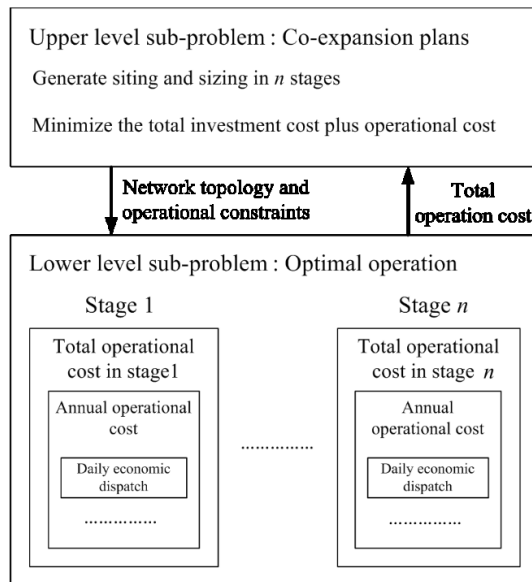 Upper level sub-problem : Co-expansion plans
Generate siting and sizing in n stages
Minimize the total investment cost plus operational cost
Network topology and
operational constraints
Total
operation cost
Lower level sub-problem : Optimal operation
Stage 1
Total operational
cost in stage1
Annual operational
cost
Daily economic
dispatch
...............
...............
Stage n
Total operational
cost in stage n
Annual
operational cost
Daily economic
dispatch
...............